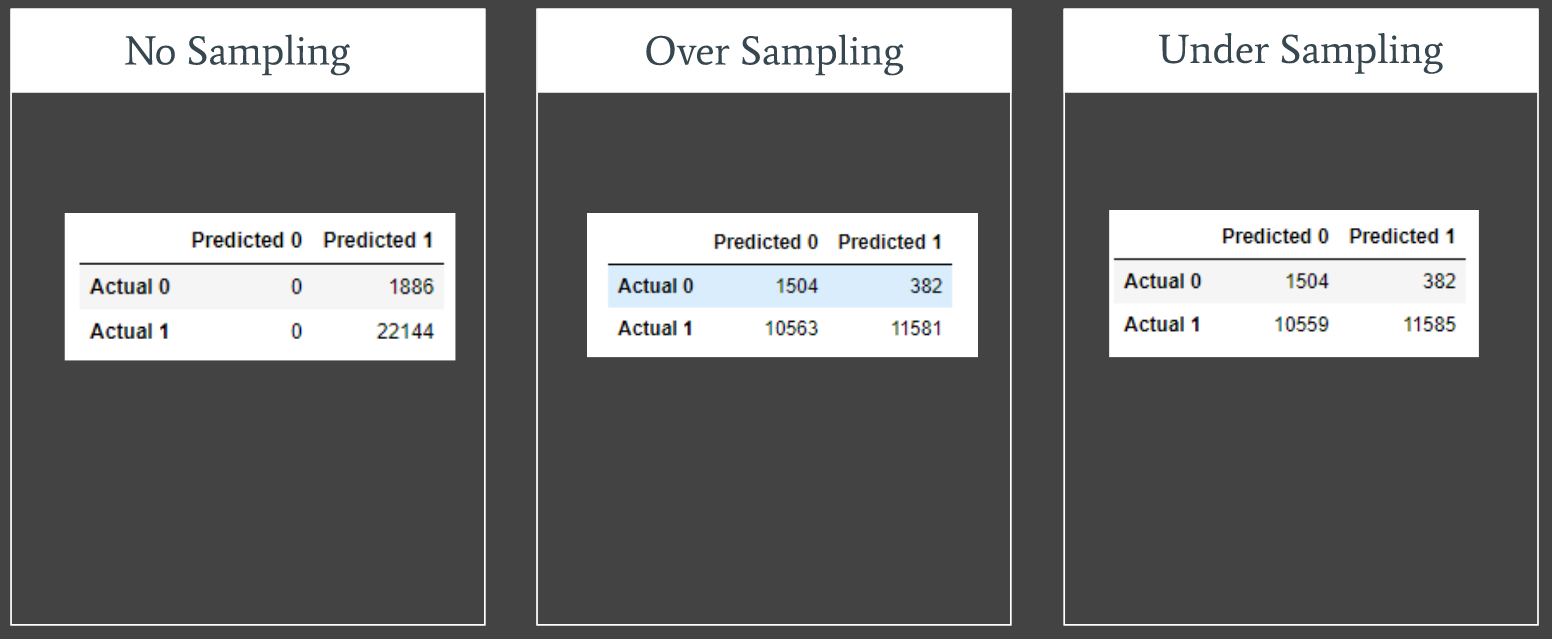 No Sampling
Predicted 0 Predicted 1
Actual 0 0 1886
Actual 1 0 22144
Over Sampling
Predicted 0 Predicted 1
Actual 0 1504 382
Actual 1 10563 11581
Under Sampling
Predicted 0 Predicted 1
Actual 0 1504 382
Actual 1 10559 11585